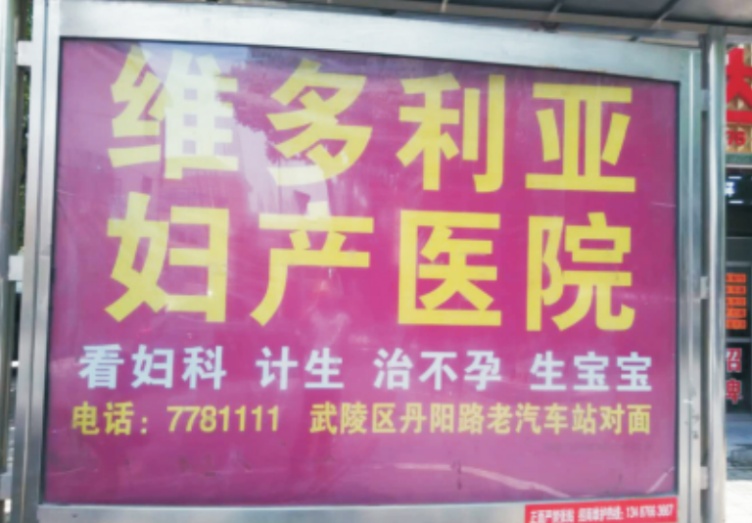 维多利亚
妇产医院
看妇科 计生 治不孕 生宝宝
电话：7781111 武陵区丹阳路老汽车站对面